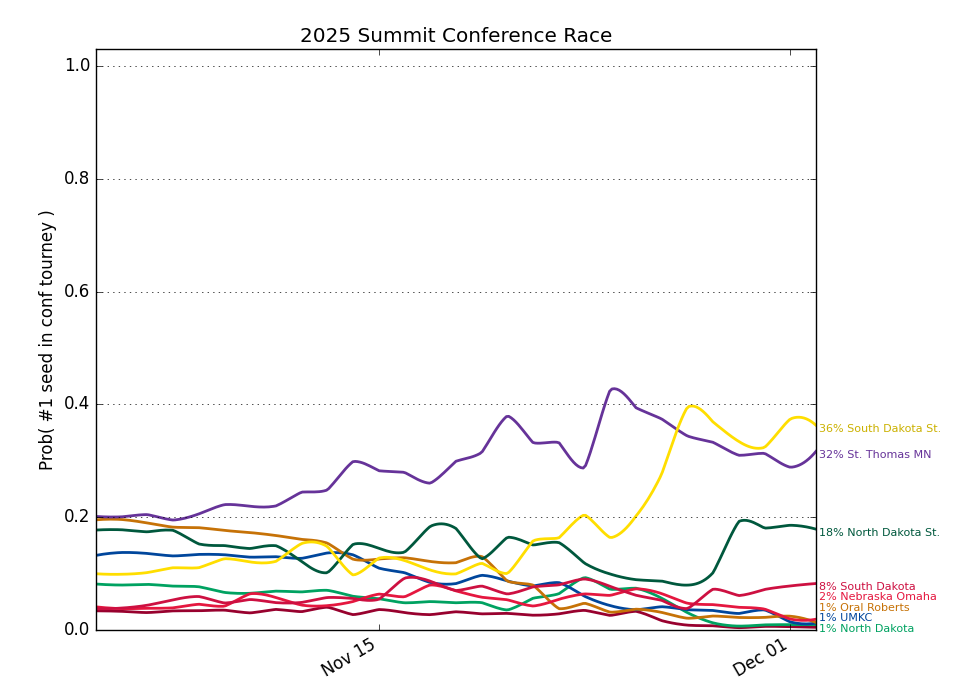 2025 Summit Conference Race
Prob( #1 seed in conf tourney )
1.0
0.8
0.6
0.4
0.2
0.0
Nov 15
Dec 01
36% South Dakota St.
32% St. Thomas MN
18% North Dakota St.
8% South Dakota
2% Nebraska Omaha
1% Oral Roberts
1% UMKC
1% North Dakota